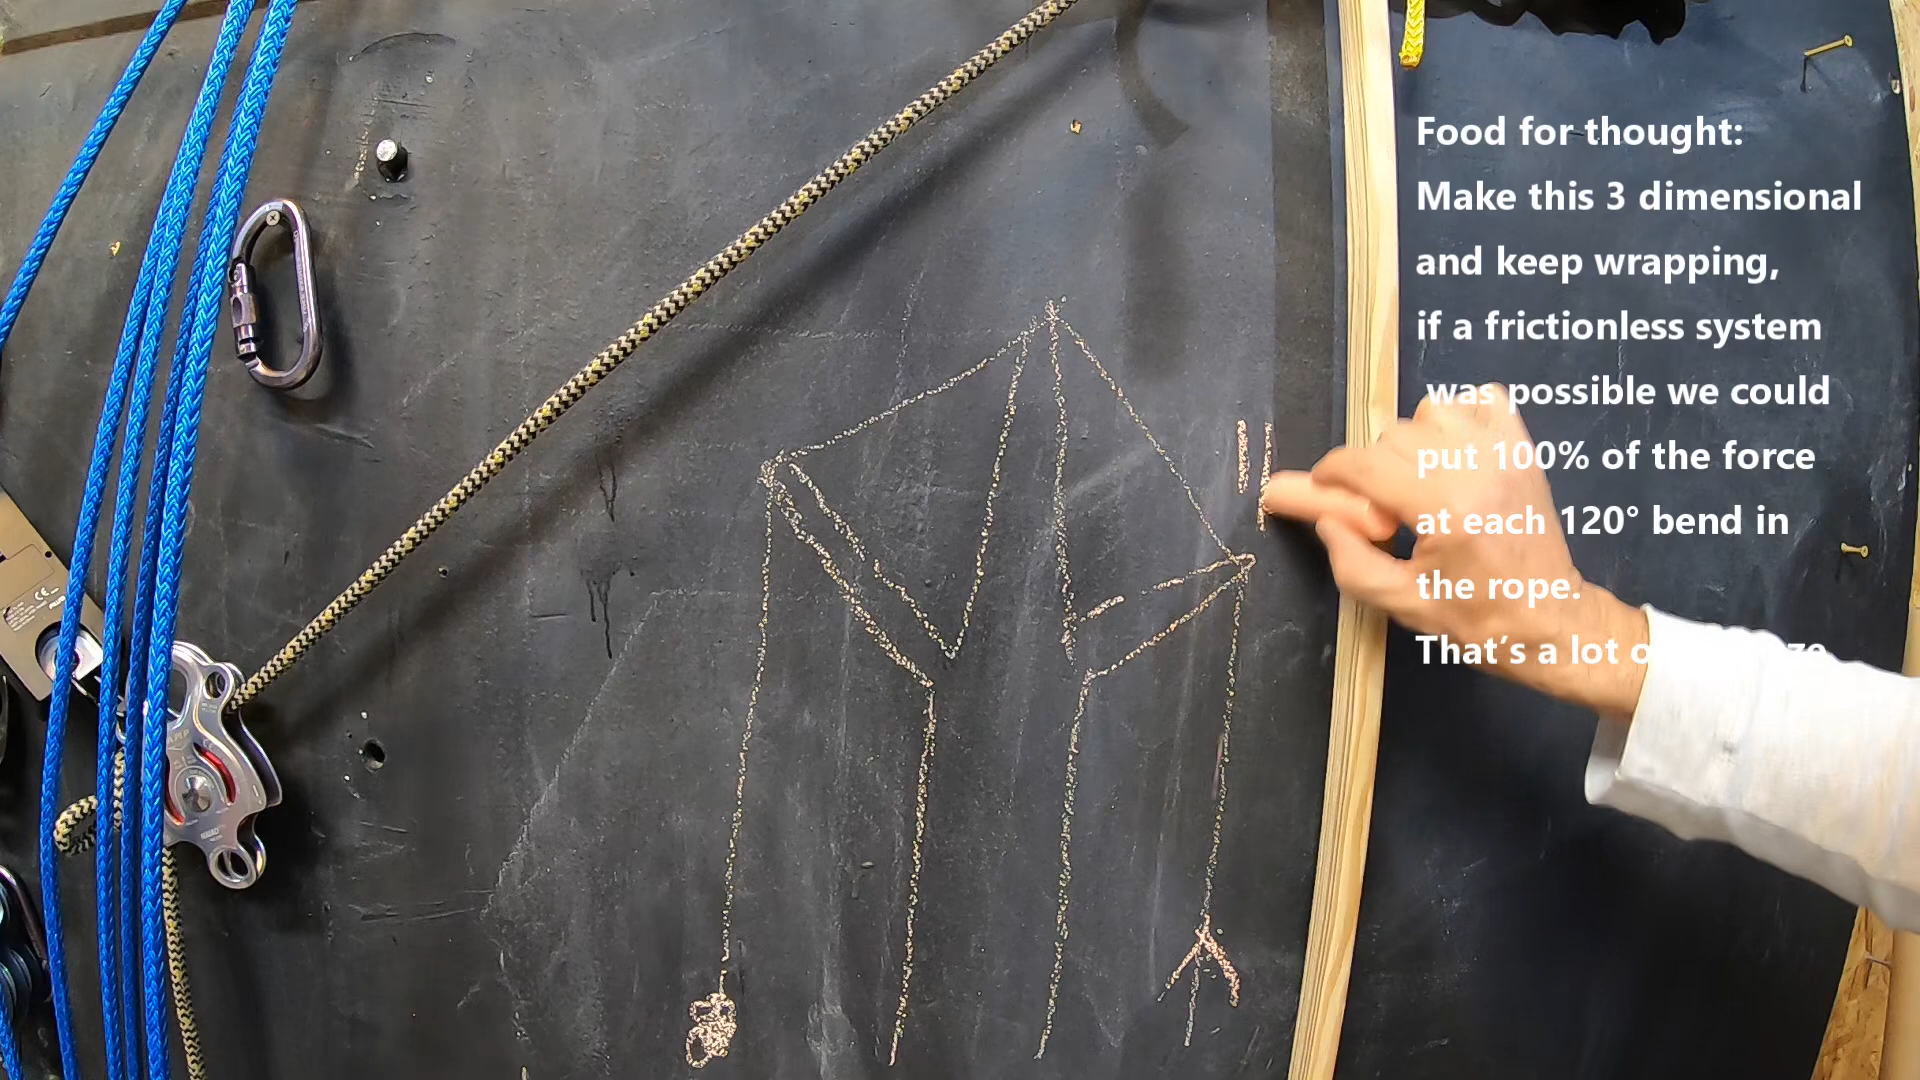 Food for thought:
Make this 3 dimensional
and keep wrapping,
if a frictionless system
was possible we could
put 100% of the force
at each 120° bend in
the rope.
That's a lot